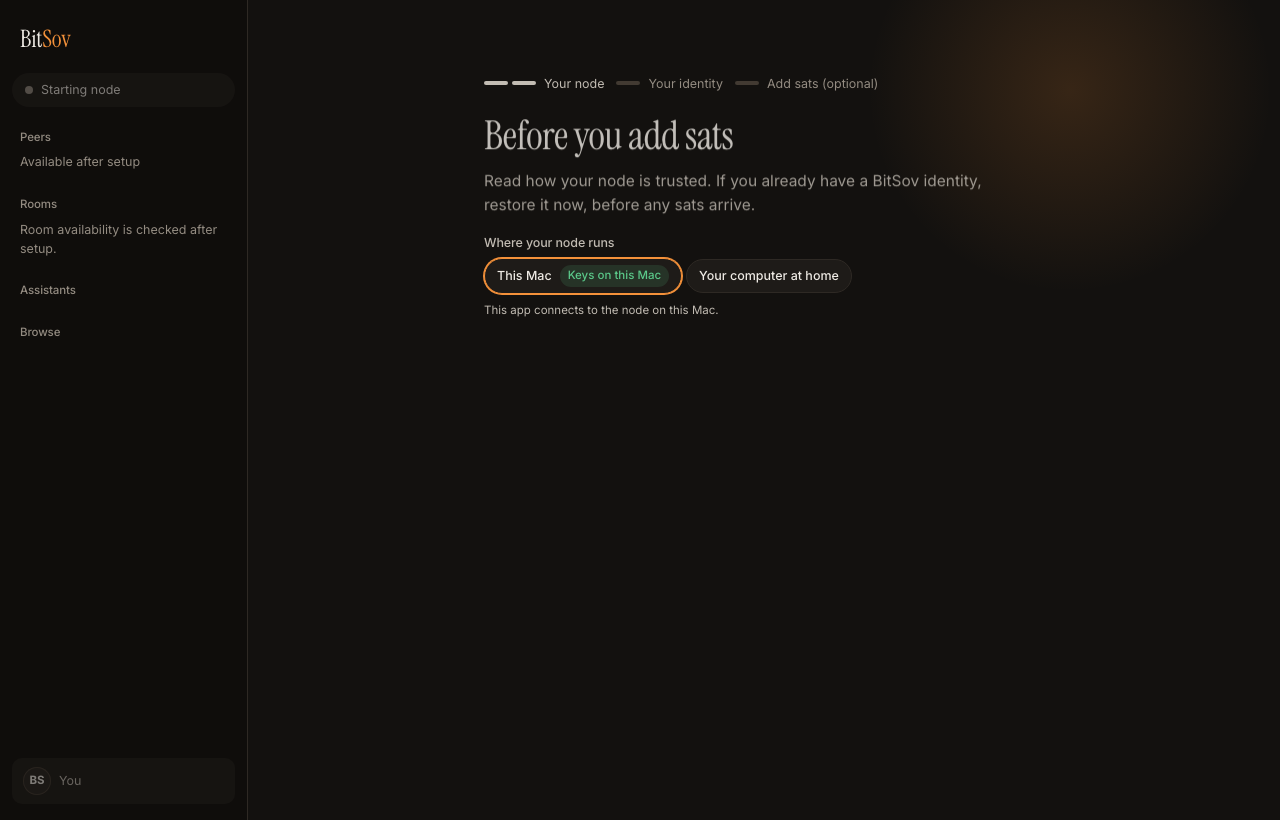 BitSov
Starting node
Peers
Available after setup
Rooms
Room availability is checked after
setup.
Assistants
Browse
BS You
Your node Your identity Add sats (optional)
Before you add sats
Read how your node is trusted. If you already have a BitSov identity,
restore it now, before any sats arrive.
Where your node runs
This Mac Keys on this Mac Your computer at home
This app connects to the node on this Mac.